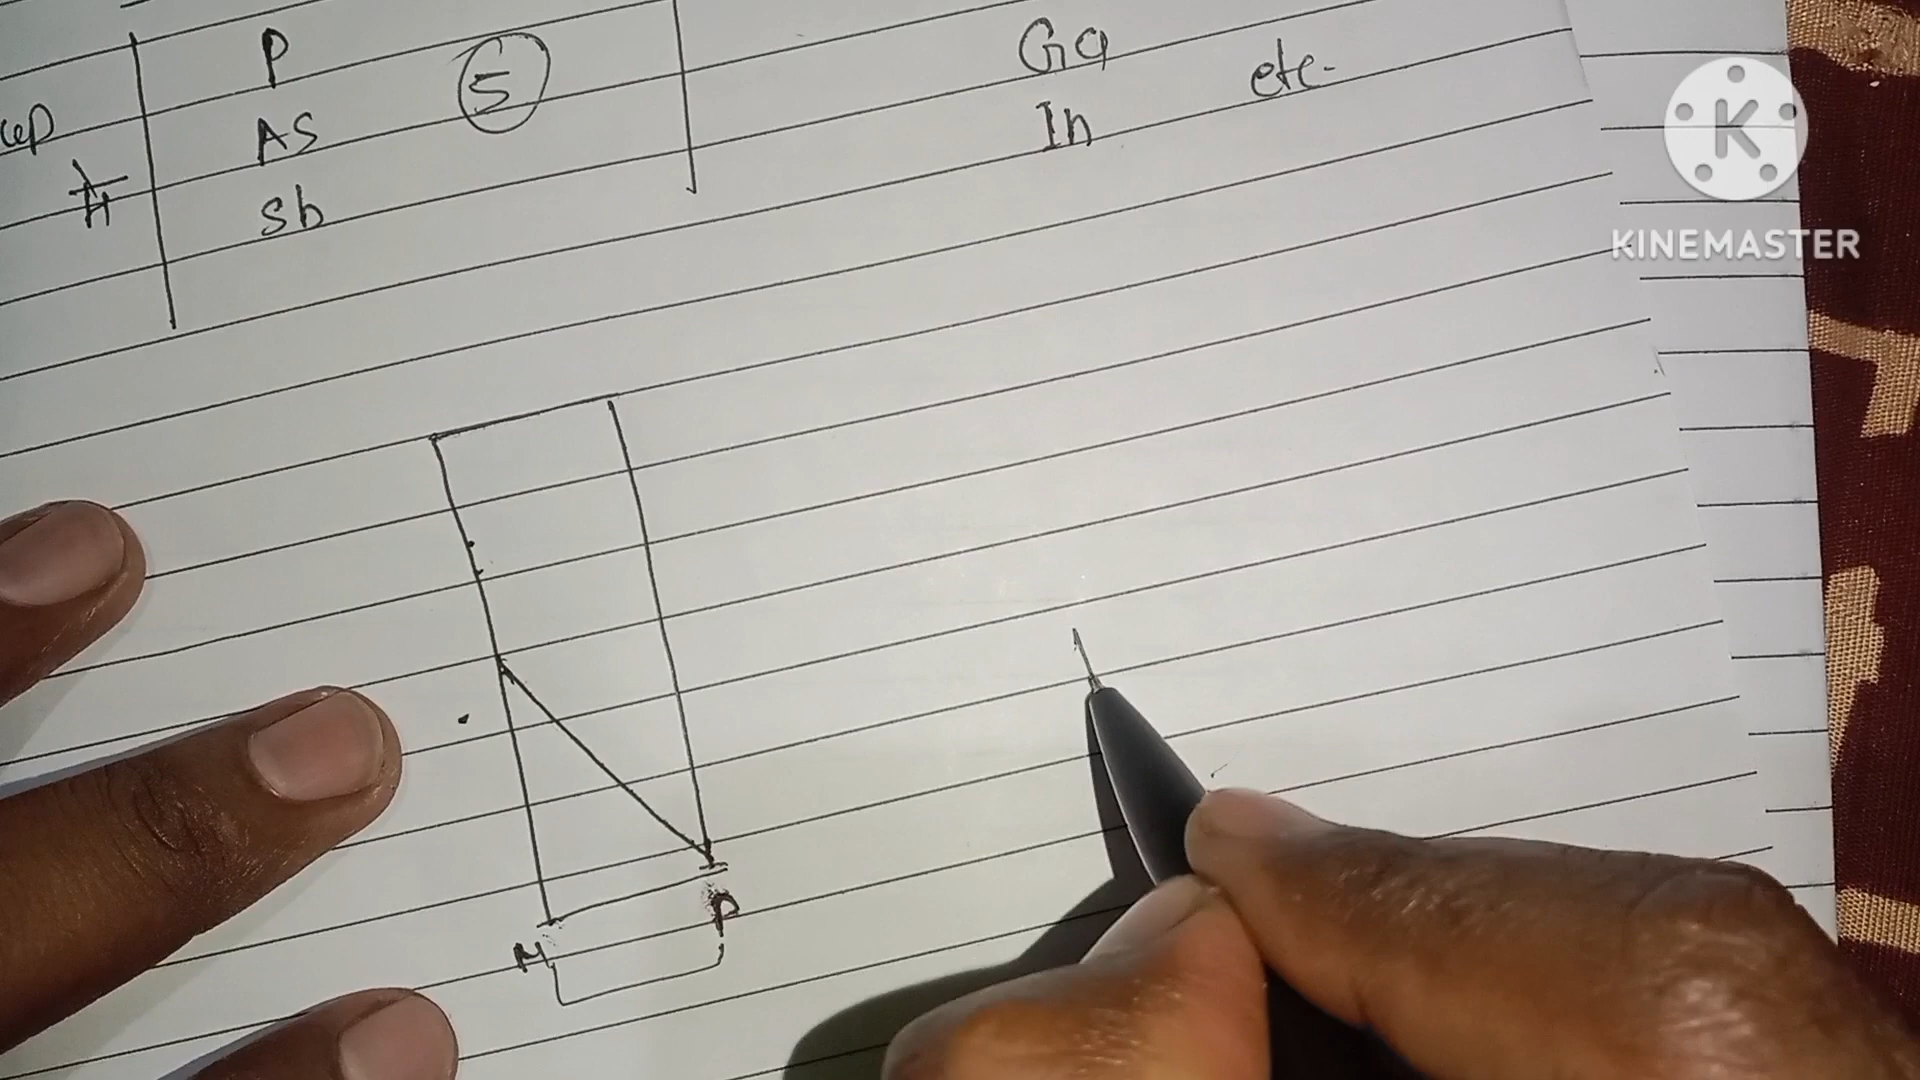 P 5 Ga
AS In etc.
Sb
K
KINEMASTER
P
M